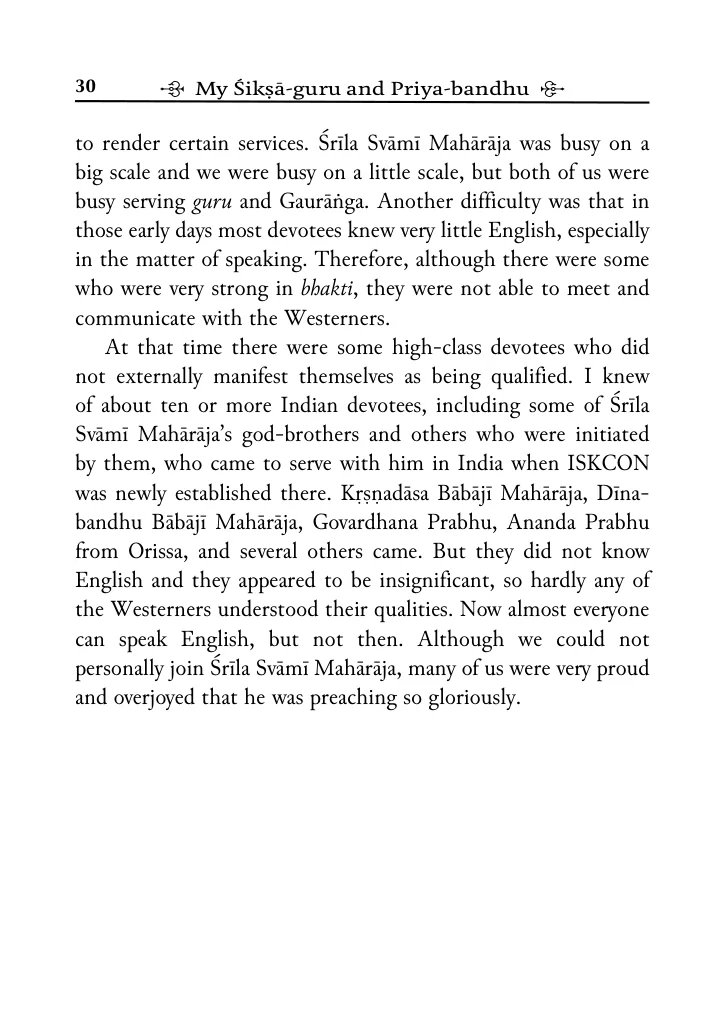 30 My Śikṣā-guru and Priya-bandhu
to render certain services. Śrīla Svāmī Mahārāja was busy on a
big scale and we were busy on a little scale, but both of us were
busy serving guru and Gaurāṅga. Another difficulty was that in
those early days most devotees knew very little English, especially
in the matter of speaking. Therefore, although there were some
who were very strong in bhakti, they were not able to meet and
communicate with the Westerners.
At that time there were some high-class devotees who did
not externally manifest themselves as being qualified. I knew
of about ten or more Indian devotees, including some of Śrīla
Svāmī Mahārāja’s god-brothers and others who were initiated
by them, who came to serve with him in India when ISKCON
was newly established there. Kṛṣṇadāsa Bābājī Mahārāja, Dīna-
bandhu Bābājī Mahārāja, Govardhana Prabhu, Ananda Prabhu
from Orissa, and several others came. But they did not know
English and they appeared to be insignificant, so hardly any of
the Westerners understood their qualities. Now almost everyone
can speak English, but not then. Although we could not
personally join Śrīla Svāmī Mahārāja, many of us were very proud
and overjoyed that he was preaching so gloriously.